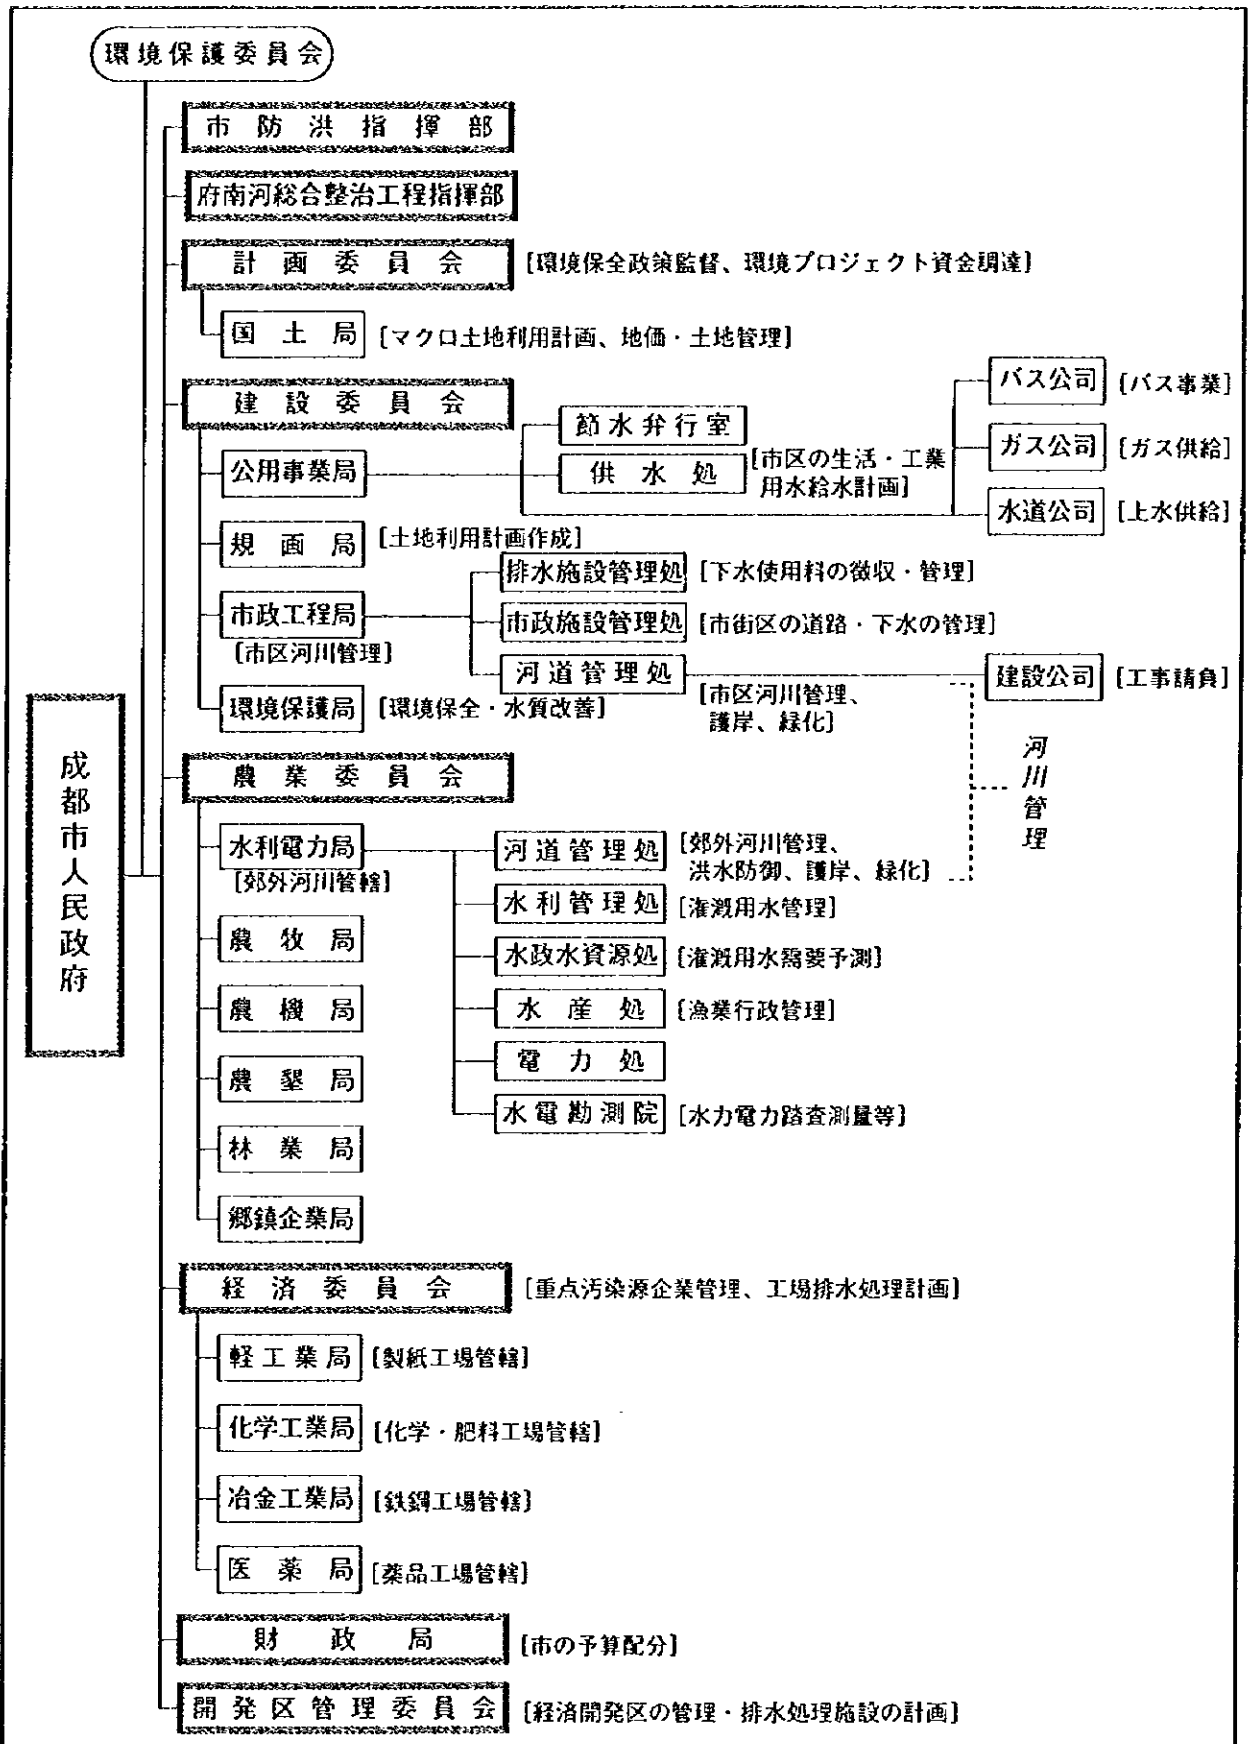 環境保護委員会
市防洪指揮部
府南河総合整治工程指揮部
計画委員会 [環境保全政策監督、環境プロジェクト資金調達]
国土局 [マクロ土地利用計画、地価・土地管理]
建設委員会
バス公司 [バス事業]
節水弁行室
ガス公司 [ガス供給]
公用事業局
供水処 [市区の生活・工業
用水給水計画]
水道公司 [上水供給]
規画局 [土地利用計画作成]
排水施設管理処 [下水使用料の徴収・管理]
市政工程局
[市区河川管理]
市政施設管理処 [市街区の道路・下水の管理]
河道管理処
[市区河川管理、
護岸、緑化]
建設公司 [工事請負]
環境保護局 [環境保全・水質改善]
河川管理
成都市人民政府
農業委員会
水利電力局
[郊外河川管轄]
河道管理処 [郊外河川管理、
洪水防御、護岸、緑化]
水利管理処 [潅漑用水管理]
農牧局
水政水資源処 [潅漑用水需要予測]
農機局
水産処 [漁業行政管理]
電力処
農墾局
水電勘測院 [水力電力踏査測量等]
林業局
郷鎮企業局
経済委員会 [重点汚染源企業管理、工場排水処理計画]
軽工業局 [製紙工場管轄]
化学工業局 [化学・肥料工場管轄]
冶金工業局 [鉄鋼工場管轄]
医薬局 [薬品工場管轄]
財政局 [市の予算配分]
開発区管理委員会 [経済開発区の管理・排水処理施設の計画]